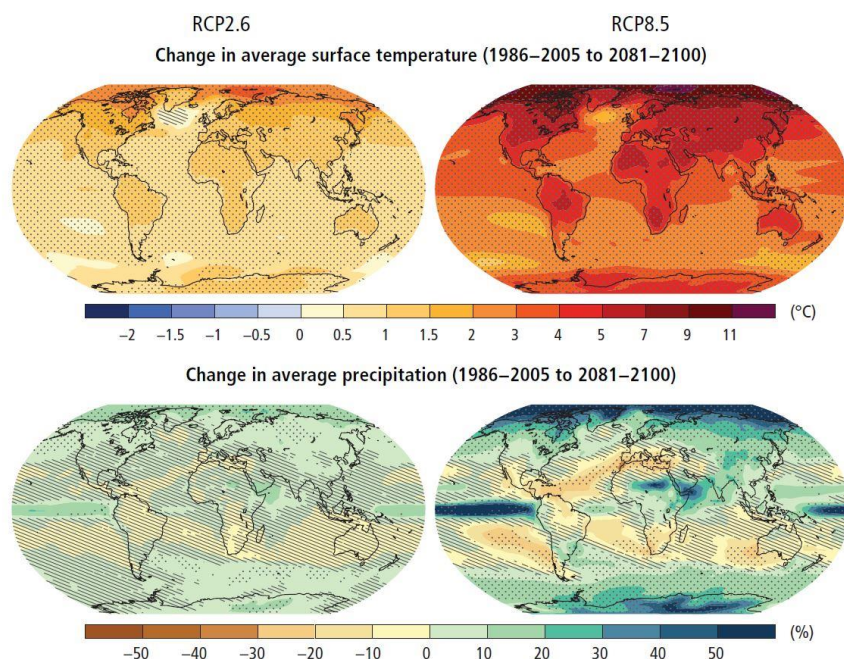 RCP2.6 RCP8.5
Change in average surface temperature (1986–2005 to 2081–2100)
(°C)
−2 −1.5 −1 −0.5 0 0.5 1 1.5 2 3 4 5 7 9 11
Change in average precipitation (1986–2005 to 2081–2100)
(%)
−50 −40 −30 −20 −10 0 10 20 30 40 50